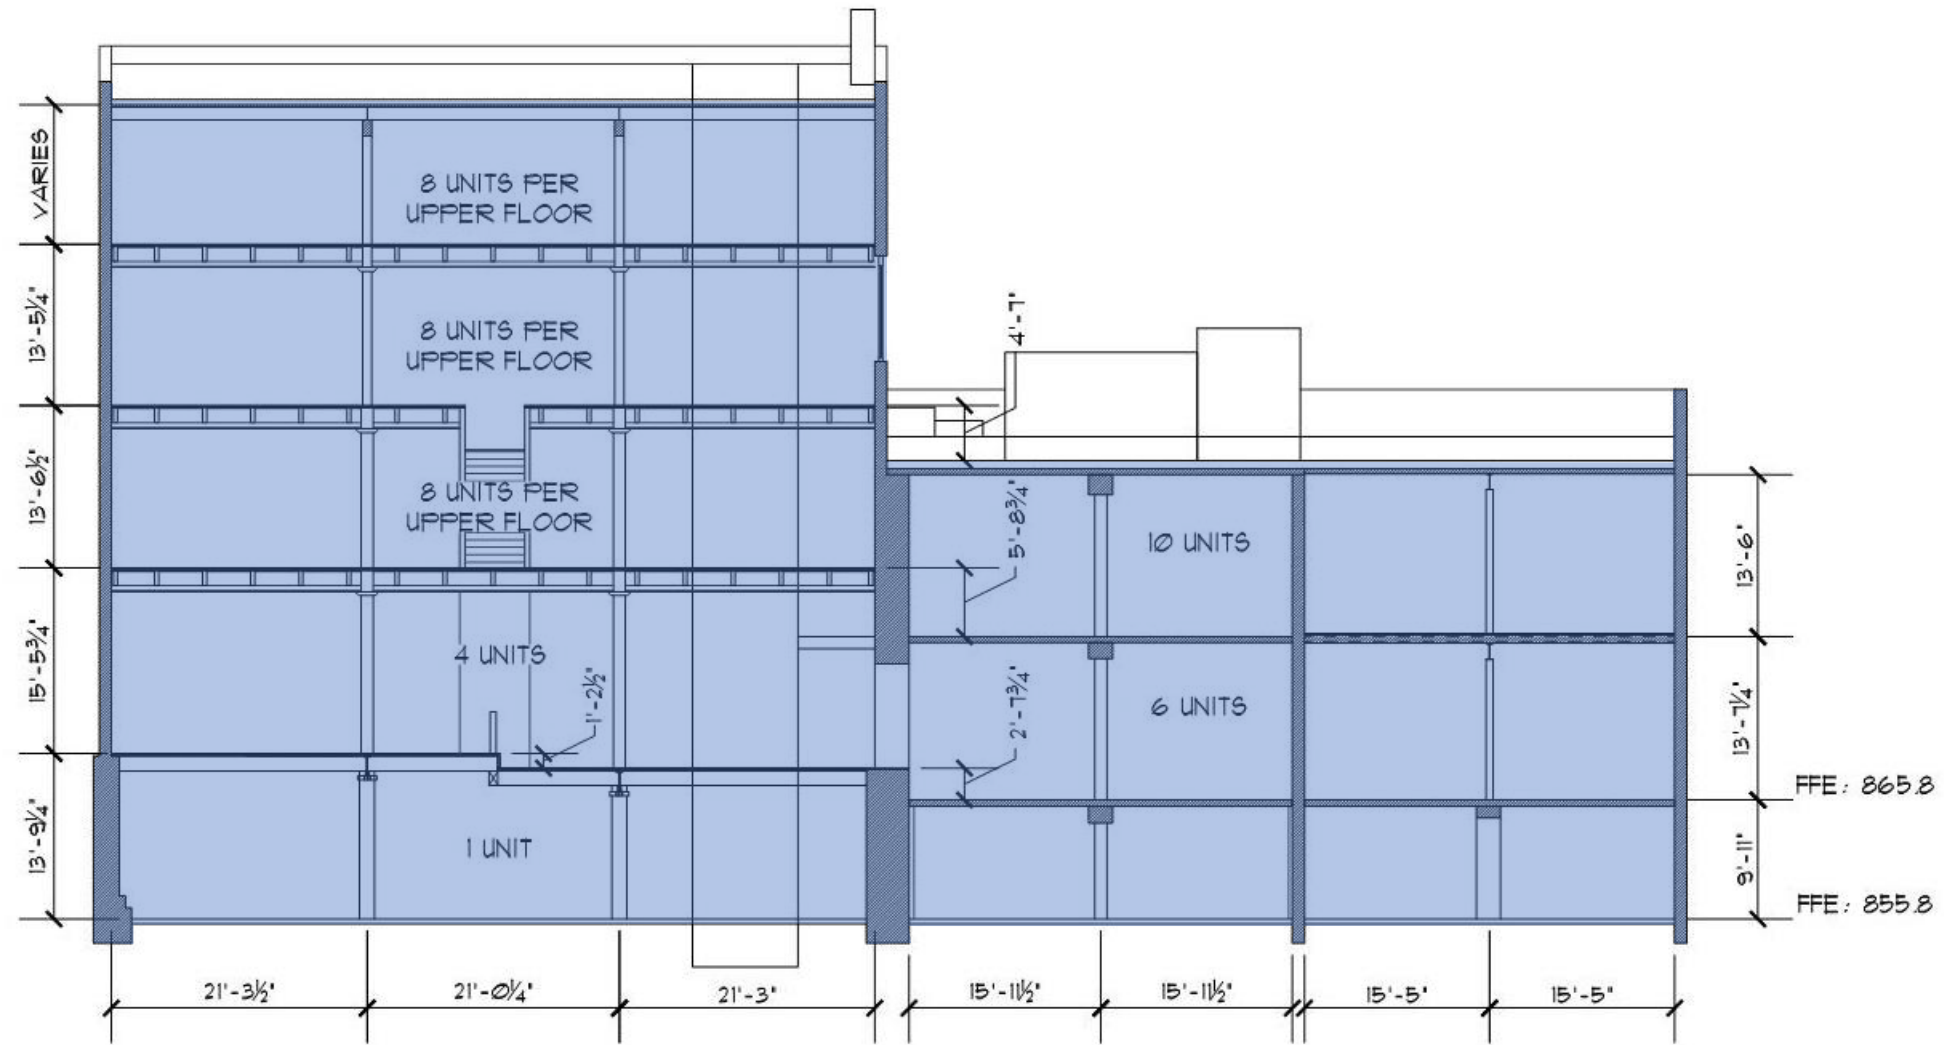 VARIES
13'-5¼"
13'-6½"
15'-5¾"
13'-9¼"
8 UNITS PER
UPPER FLOOR
8 UNITS PER
UPPER FLOOR
8 UNITS PER
UPPER FLOOR
4 UNITS
1'-2½"
1 UNIT
4'-7"
5'-8¾"
10 UNITS
2'-7¾"
6 UNITS
13'-6"
13'-7¼"
9'-11"
FFE: 865.8
FFE: 855.8
21'-3½"
21'-0¼"
21'-3"
15'-11½"
15'-11½"
15'-5"
15'-5"